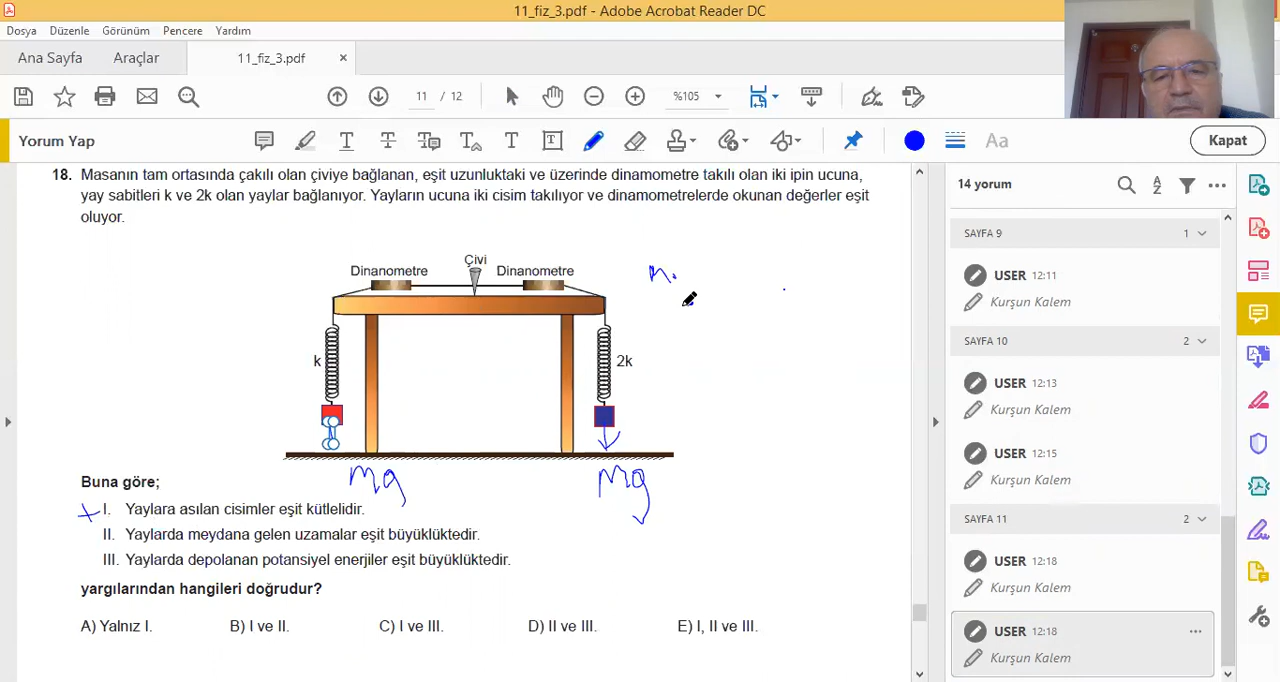 11_fiz_3.pdf - Adobe Acrobat Reader DC
Dosya Düzenle Görünüm Pencere Yardım
Ana Sayfa Araçlar 11_fiz_3.pdf ×
11 / 12 %105 Aa
Yorum Yap Kapat
18. Masanın tam ortasında çakılı olan çiviye bağlanan, eşit uzunluktaki ve üzerinde dinamometre takılı olan iki ipin ucuna,
yay sabitleri k ve 2k olan yaylar bağlanıyor. Yayların ucuna iki cisim takılıyor ve dinamometrelerde okunan değerler eşit
oluyor.
Çivi
Dinanometre Dinanometre
k 2k
mg mg
Buna göre;
+ I. Yaylara asılan cisimler eşit kütlelidir.
II. Yaylarda meydana gelen uzamalar eşit büyüklüktedir.
III. Yaylarda depolanan potansiyel enerjiler eşit büyüklüktedir.
yargılarından hangileri doğrudur?
A) Yalnız I. B) I ve II. C) I ve III. D) II ve III. E) I, II ve III.
14 yorum
SAYFA 9 1
USER 12:11
Kurşun Kalem
SAYFA 10 2
USER 12:13
Kurşun Kalem
USER 12:15
Kurşun Kalem
SAYFA 11 2
USER 12:18
Kurşun Kalem
USER 12:18
Kurşun Kalem